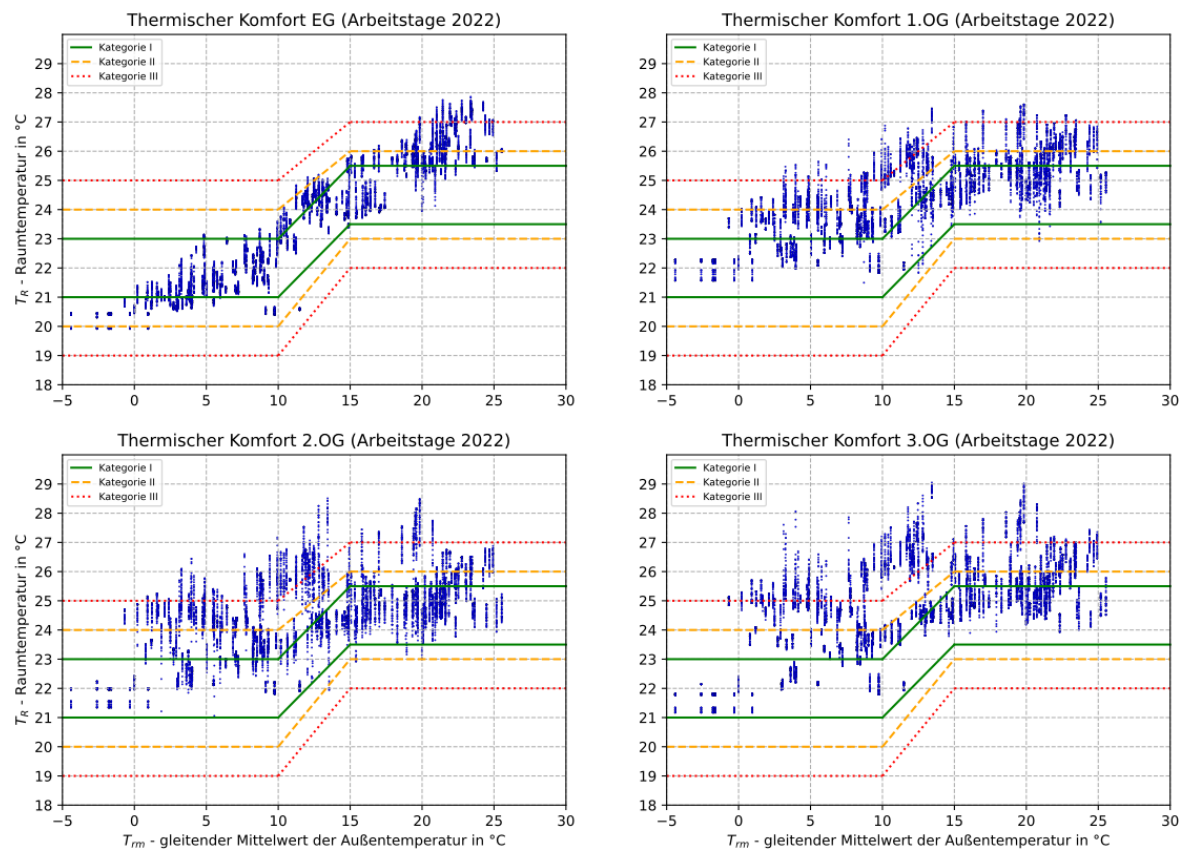 Thermischer Komfort EG (Arbeitstage 2022)
Kategorie I
Kategorie II
Kategorie III
T_R - Raumtemperatur in °C
29
28
27
26
25
24
23
22
21
20
19
18
−5 0 5 10 15 20 25 30
Thermischer Komfort 1.OG (Arbeitstage 2022)
Kategorie I
Kategorie II
Kategorie III
29
28
27
26
25
24
23
22
21
20
19
18
−5 0 5 10 15 20 25 30
Thermischer Komfort 2.OG (Arbeitstage 2022)
Kategorie I
Kategorie II
Kategorie III
T_R - Raumtemperatur in °C
29
28
27
26
25
24
23
22
21
20
19
18
−5 0 5 10 15 20 25 30
T_rm - gleitender Mittelwert der Außentemperatur in °C
Thermischer Komfort 3.OG (Arbeitstage 2022)
Kategorie I
Kategorie II
Kategorie III
29
28
27
26
25
24
23
22
21
20
19
18
−5 0 5 10 15 20 25 30
T_rm - gleitender Mittelwert der Außentemperatur in °C